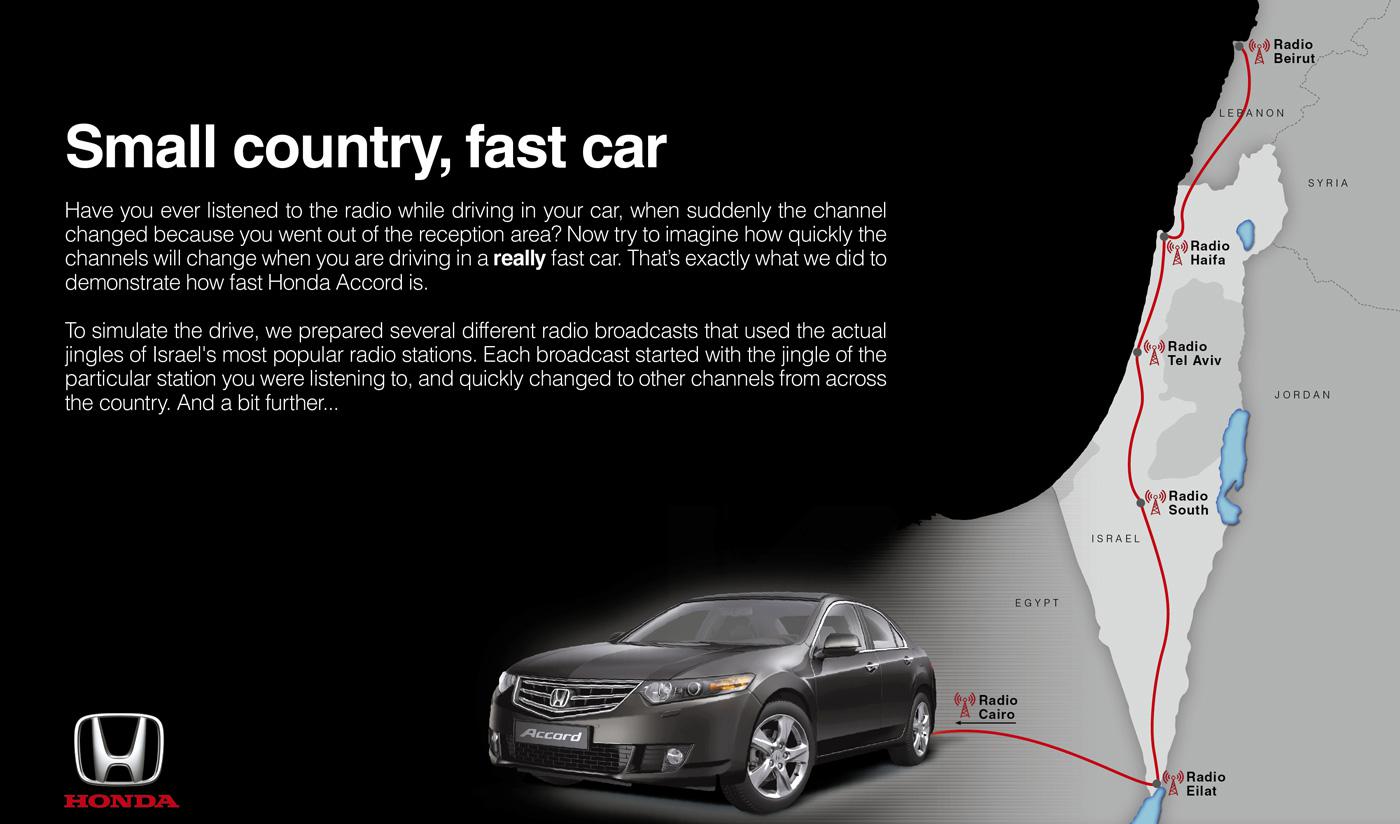 Radio
Beirut
LEBANON
Small country, fast car
SYRIA
Have you ever listened to the radio while driving in your car, when suddenly the channel
changed because you went out of the reception area? Now try to imagine how quickly the
channels will change when you are driving in a really fast car. That's exactly what we did to
demonstrate how fast Honda Accord is.
Radio
Haifa
To simulate the drive, we prepared several different radio broadcasts that used the actual
jingles of Israel's most popular radio stations. Each broadcast started with the jingle of the
particular station you were listening to, and quickly changed to other channels from across
the country. And a bit further...
Radio
Tel Aviv
JORDAN
Radio
South
ISRAEL
EGYPT
Radio
Cairo
Accord
Radio
Eilat
HONDA